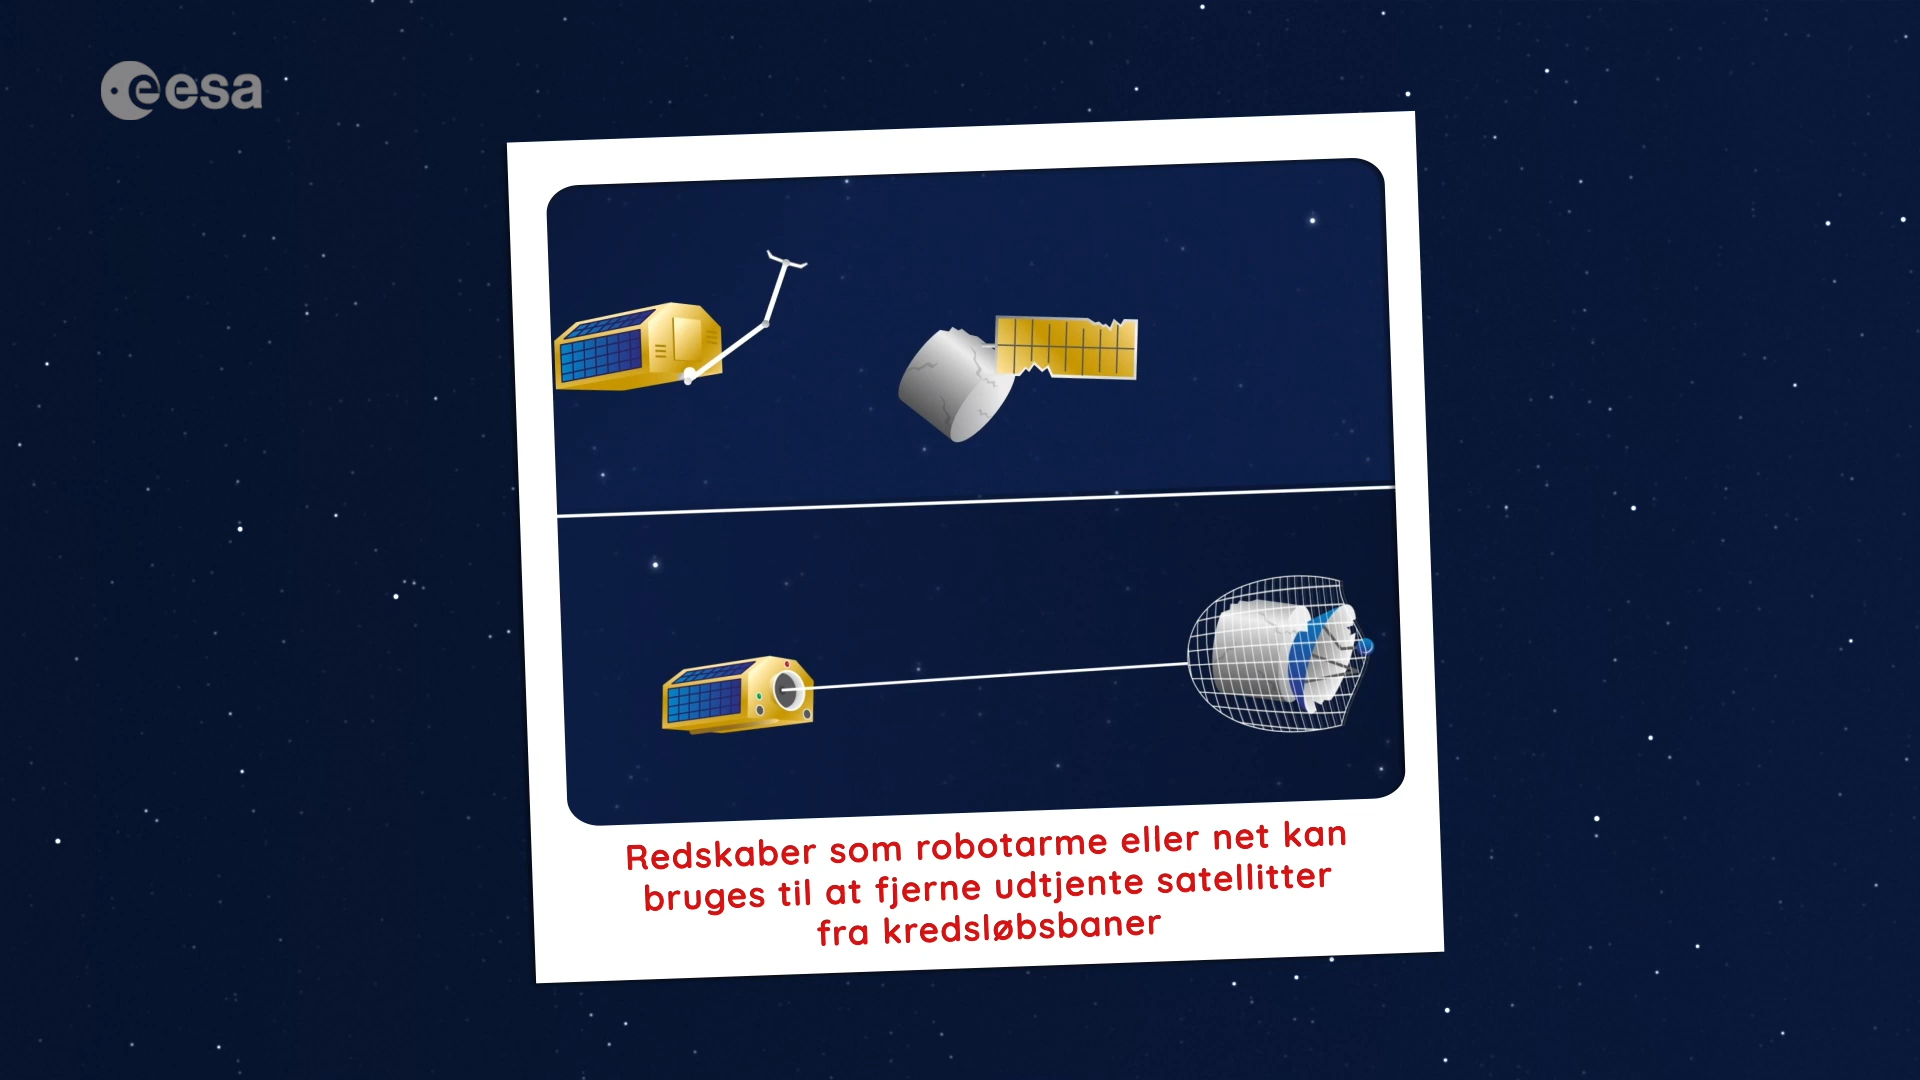 esa
Redskaber som robotarme eller net kan
bruges til at fjerne udtjente satellitter
fra kredsløbsbaner